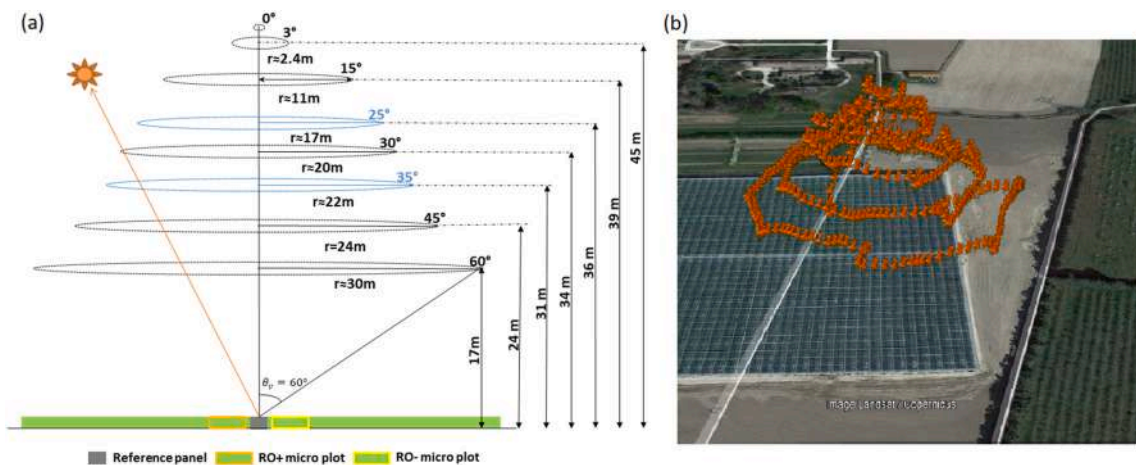 (a)
0°
3°
r≈2.4m
15°
r≈11m
25°
r≈17m
30°
r≈20m
35°
r≈22m
45°
r=24m
60°
r≈30m
θv = 60°
17m
24 m
31 m
34 m
36 m
39 m
45 m
Reference panel RO+ micro plot RO- micro plot
(b)
Image Landsat / Copernicus